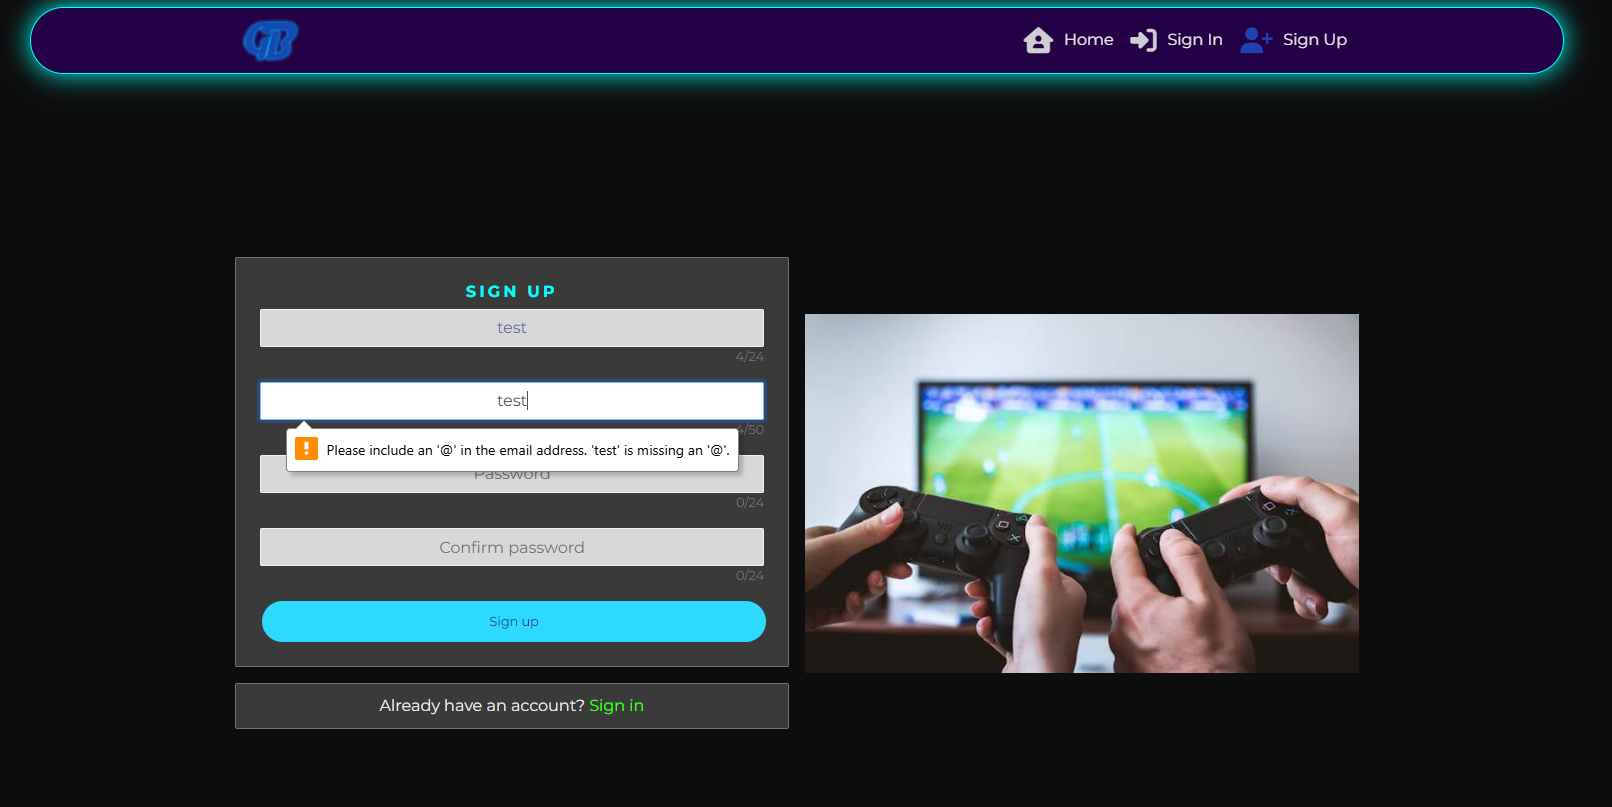 GB
Home Sign In Sign Up
SIGN UP
test
4/24
test
4/50
Please include an '@' in the email address. 'test' is missing an '@'.
Password
0/24
Confirm password
0/24
Sign up
Already have an account? Sign in